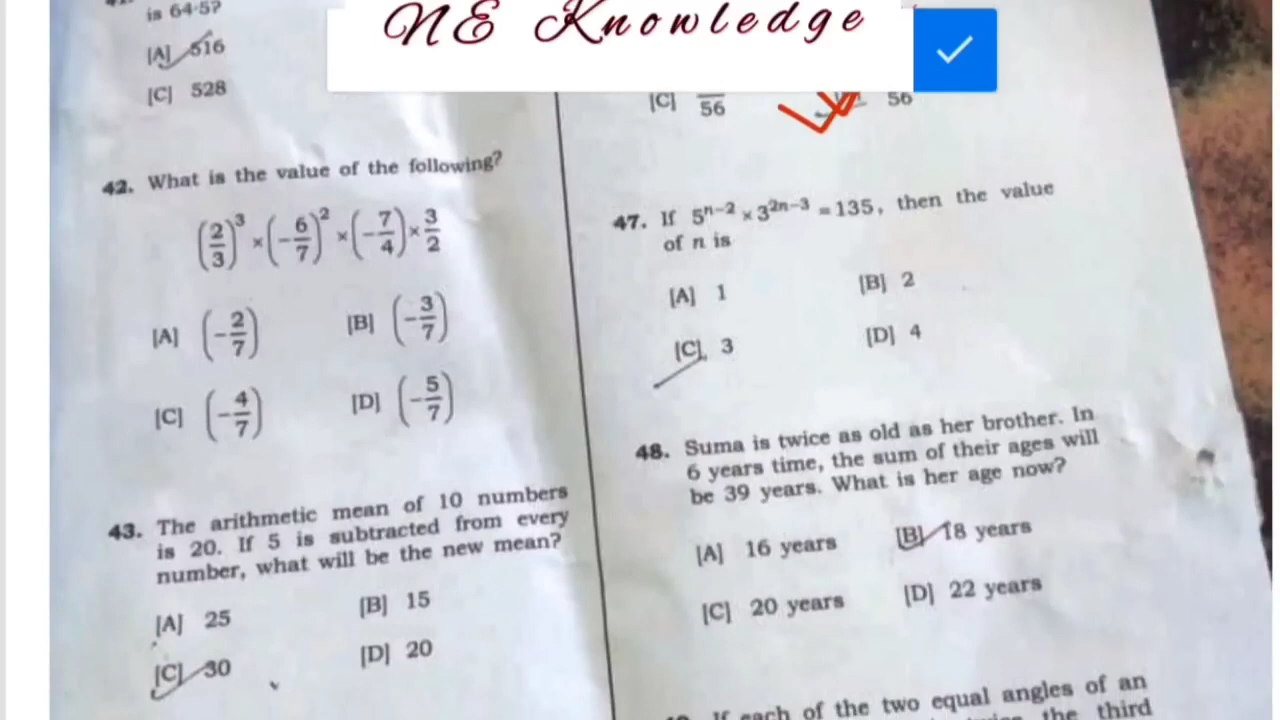 NE Knowledge
is 64·5?
[A] 516
[C] 528
42. What is the value of the following?
(2/3)^3 × (−6/7)^2 × (−7/4) × 3/2
[A] (−2/7) [B] (−3/7)
[C] (−4/7) [D] (−5/7)
43. The arithmetic mean of 10 numbers
is 20. If 5 is subtracted from every
number, what will be the new mean?
[A] 25 [B] 15
[C] 30 [D] 20
[C] 56 56
47. If 5^{n−2} × 3^{2n−3} = 135, then the value
of n is
[A] 1 [B] 2
[C] 3 [D] 4
48. Suma is twice as old as her brother. In
6 years time, the sum of their ages will
be 39 years. What is her age now?
[A] 16 years [B] 18 years
[C] 20 years [D] 22 years
If each of the two equal angles of an
the third